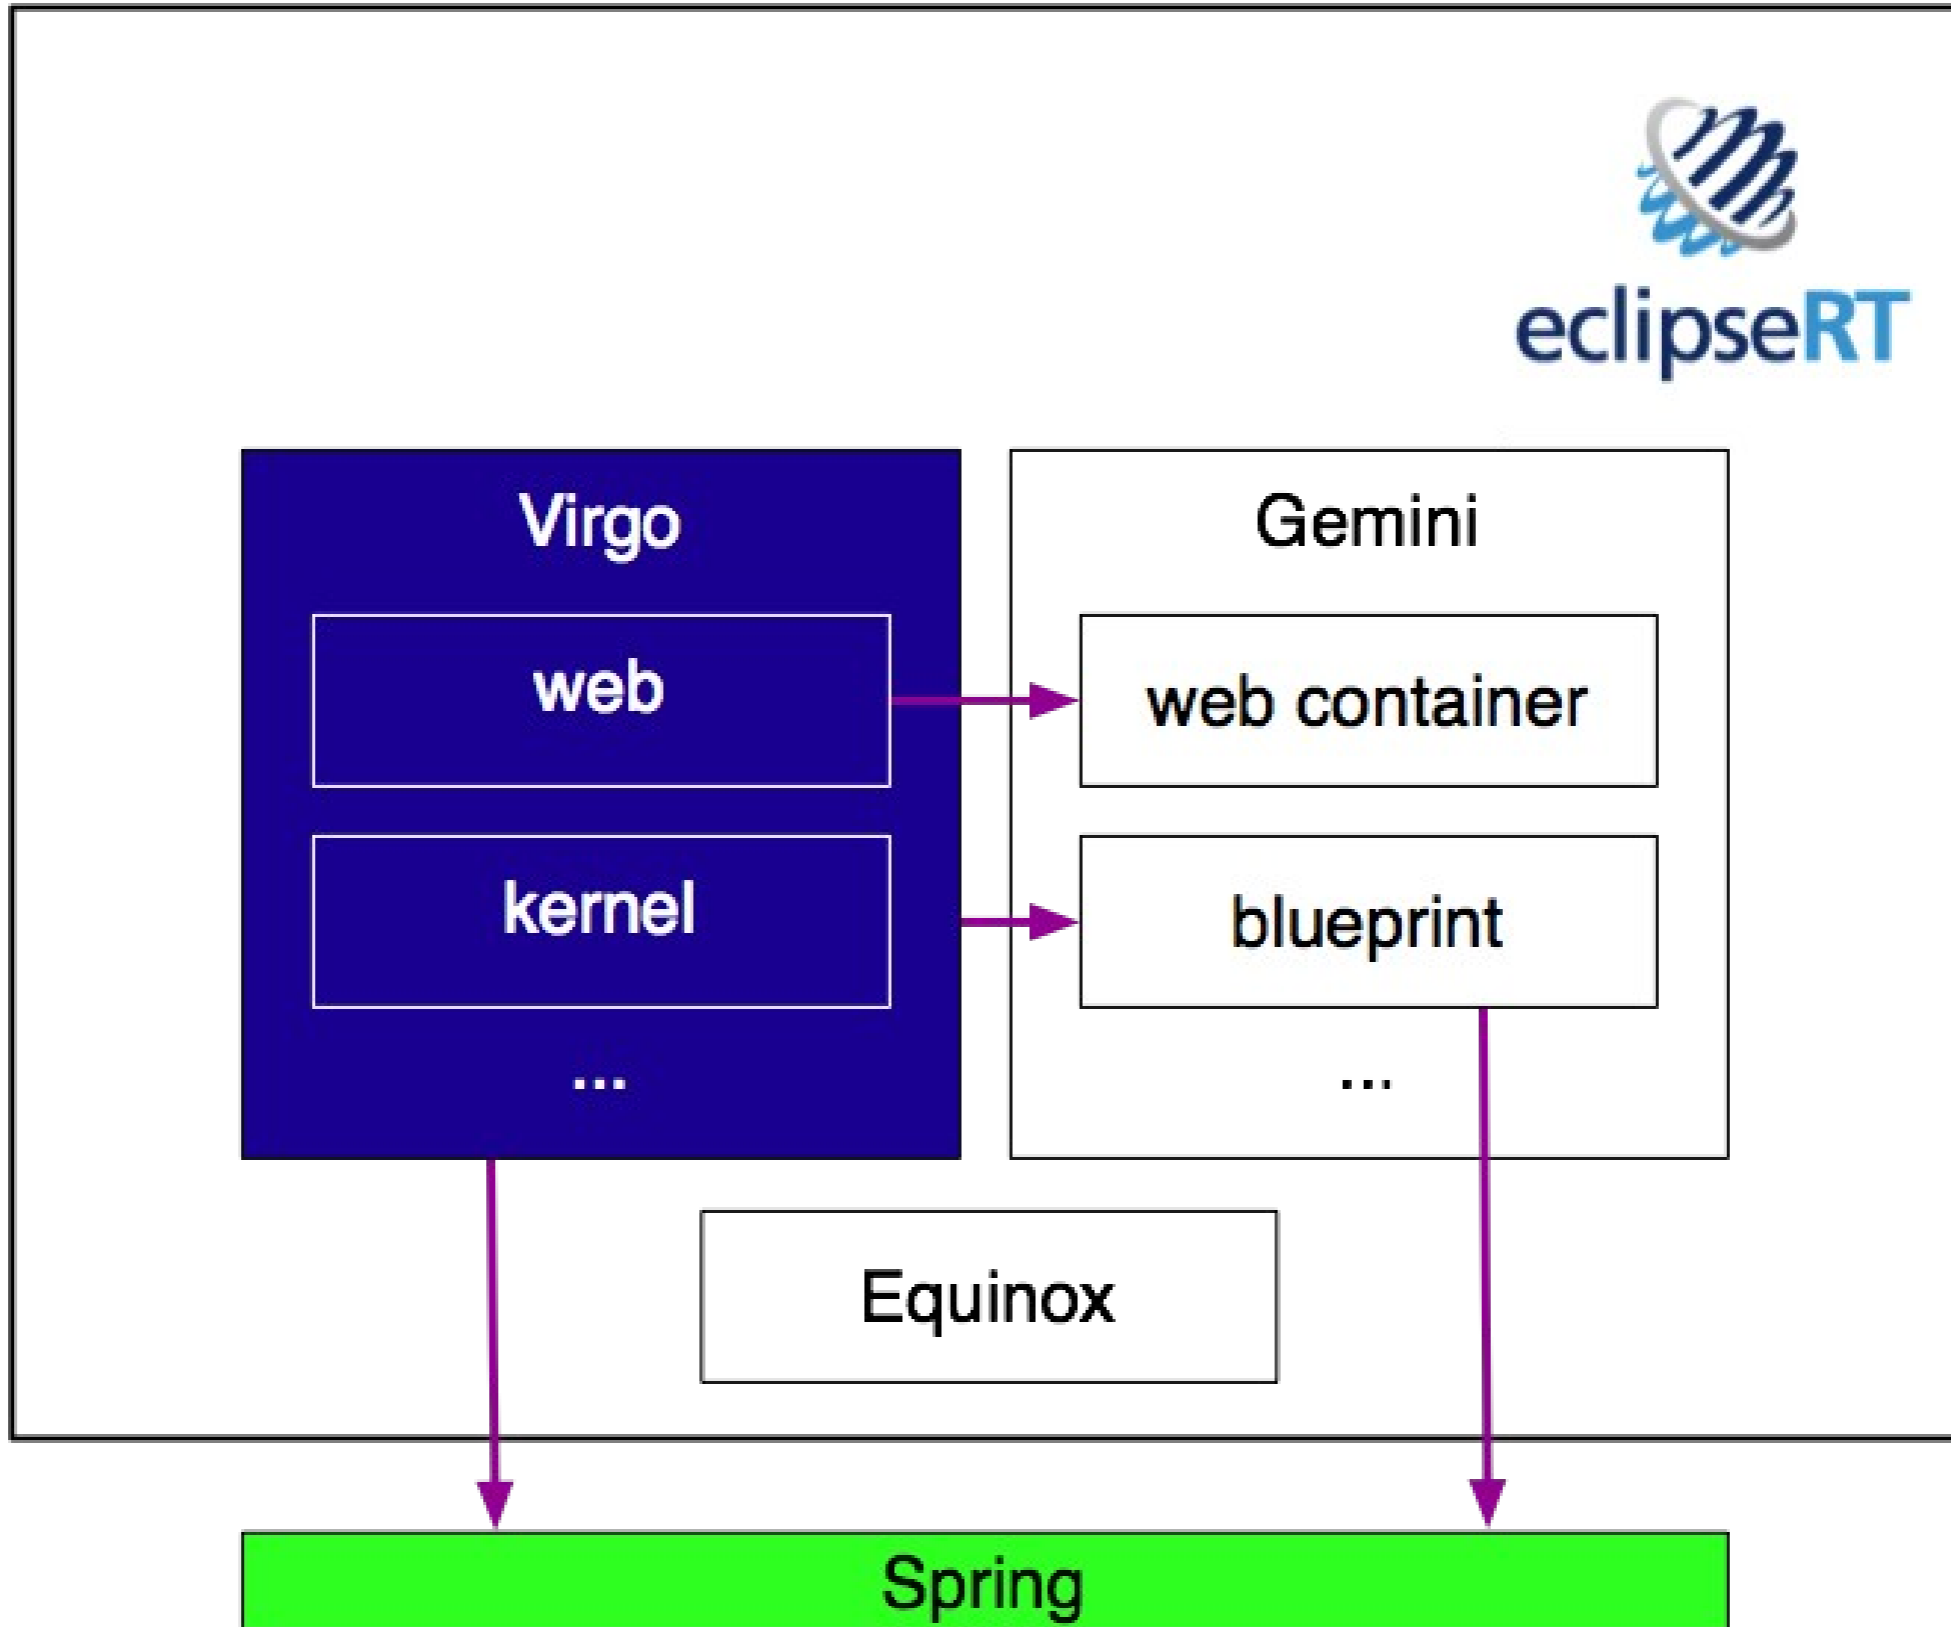 eclipseRT
Virgo
Gemini
web
web container
kernel
blueprint
...
...
Equinox
Spring